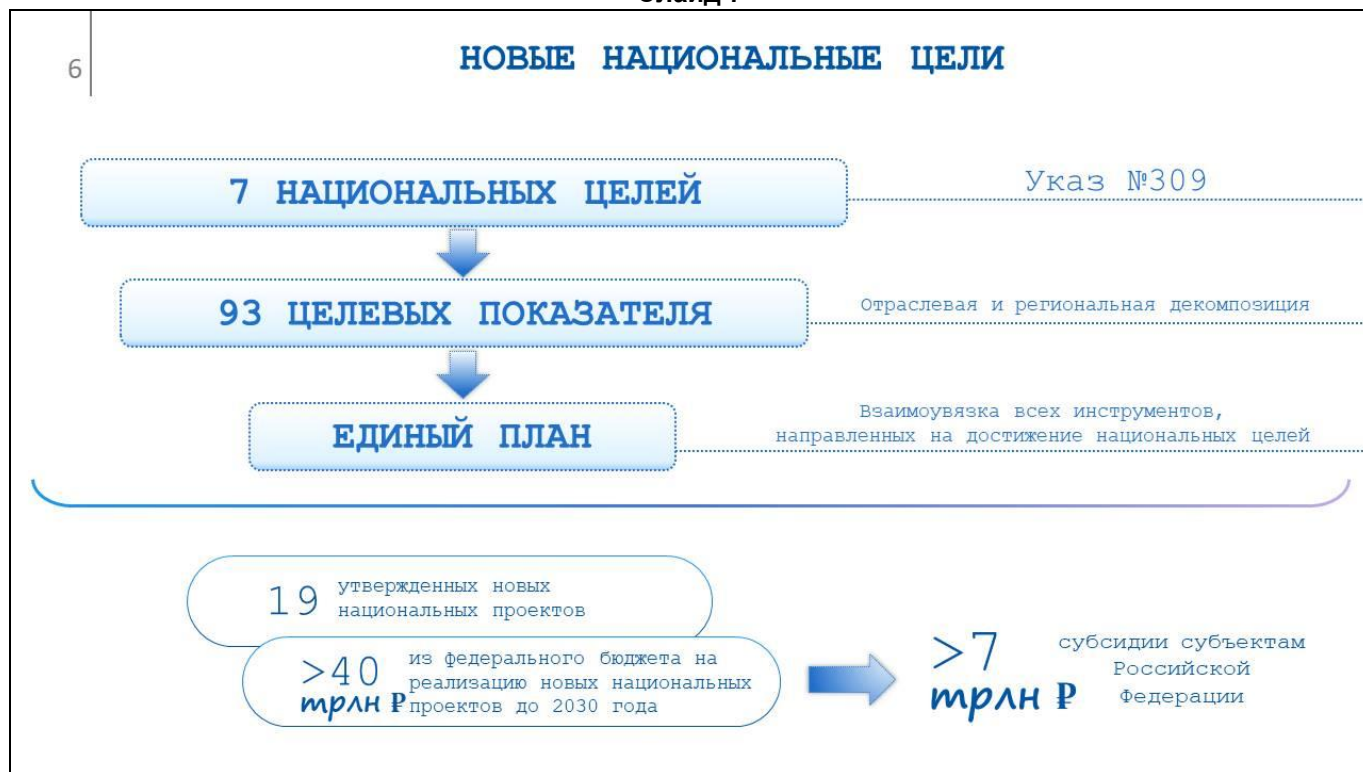 6
НОВЫЕ НАЦИОНАЛЬНЫЕ ЦЕЛИ
7 НАЦИОНАЛЬНЫХ ЦЕЛЕЙ
Указ №309
93 ЦЕЛЕВЫХ ПОКАЗАТЕЛЯ
Отраслевая и региональная декомпозиция
ЕДИНЫЙ ПЛАН
Взаимоувязка всех инструментов,
направленных на достижение национальных целей
19
утвержденных новых
национальных проектов
>40
трлн ₽
из федерального бюджета на
реализацию новых национальных
проектов до 2030 года
>7
трлн ₽
субсидии субъектам
Российской
Федерации